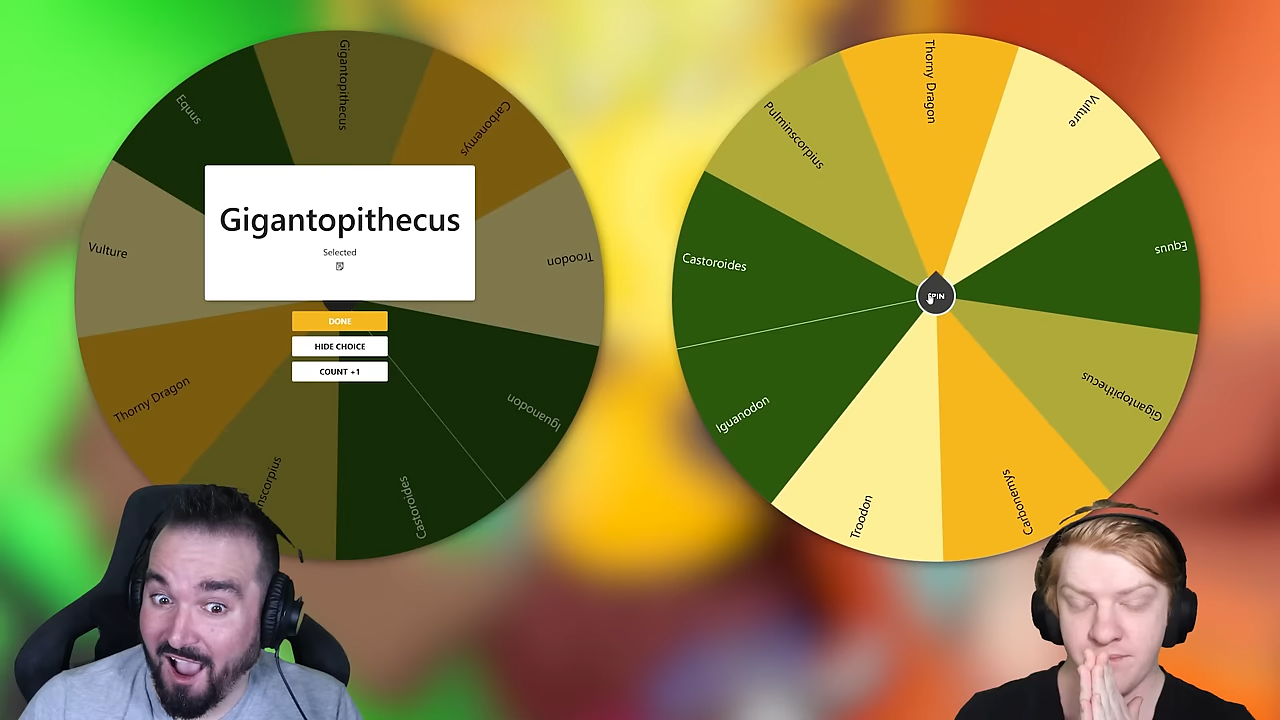 Gigantopithecus
Carbonemys
Troodon
Iguanodon
Castoroides
nscorpius
Thorny Dragon
Vulture
Equus
Gigantopithecus
Selected
DONE
HIDE CHOICE
COUNT +1
Thorny Dragon
Vulture
Equus
Gigantopithecus
Carbonemys
Troodon
Iguanodon
Castoroides
Pulminscorpius
SPIN